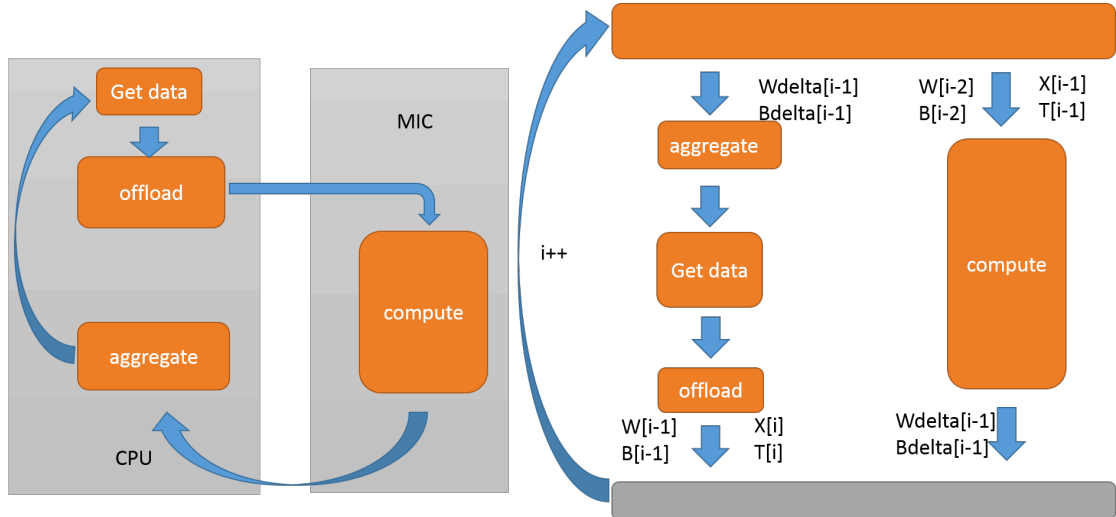 Get data
offload
aggregate
CPU
MIC
compute
i++
Wdelta[i-1]
Bdelta[i-1]
aggregate
Get data
offload
W[i-1]
B[i-1]
X[i]
T[i]
W[i-2]
B[i-2]
X[i-1]
T[i-1]
compute
Wdelta[i-1]
Bdelta[i-1]